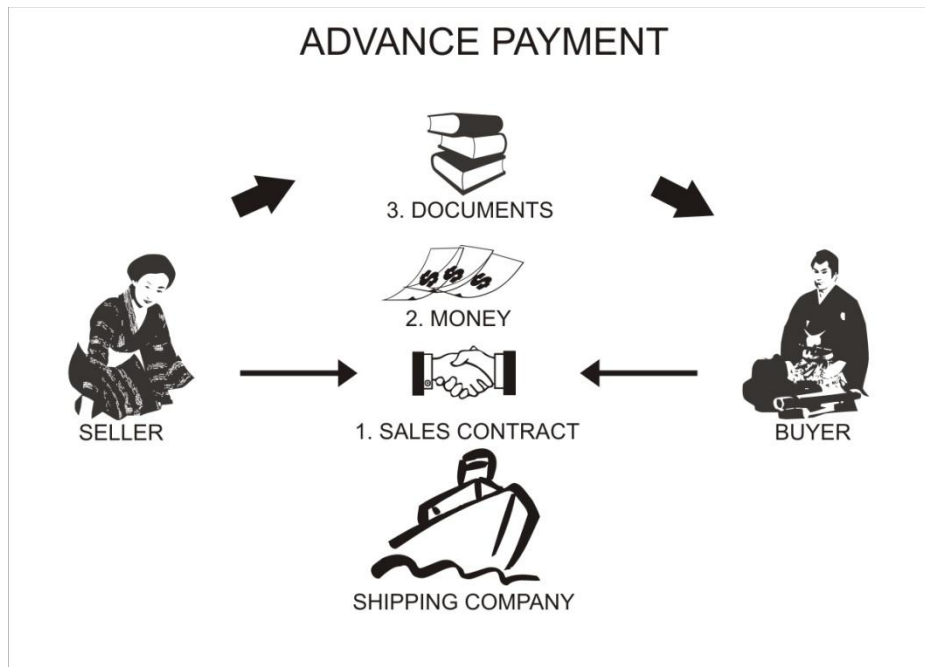 ADVANCE PAYMENT
3. DOCUMENTS
$ $ $
2. MONEY
SELLER
1. SALES CONTRACT
BUYER
SHIPPING COMPANY